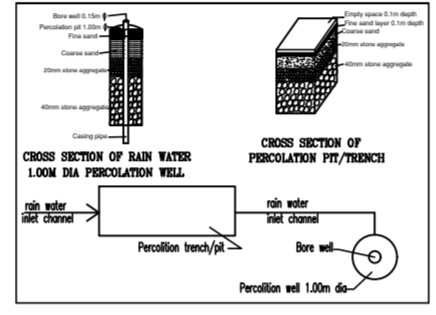 Bore well 0.15m ϕ
Percolation pit 1.00m ϕ
Fine sand
Coarse sand
20mm stone aggregate
40mm stone aggregate
Casing pipe
CROSS SECTION OF RAIN WATER
1.00M DIA PERCOLATION WELL
Empty space 0.1m depth
Fine sand layer 0.1m depth
Coarse sand
20mm stone aggregate
40mm stone aggregate
CROSS SECTION OF
PERCOLATION PIT/TRENCH
rain water
inlet channel
Percolition trench/pit
rain water
inlet channel
Bore well
Percolition well 1.00m dia